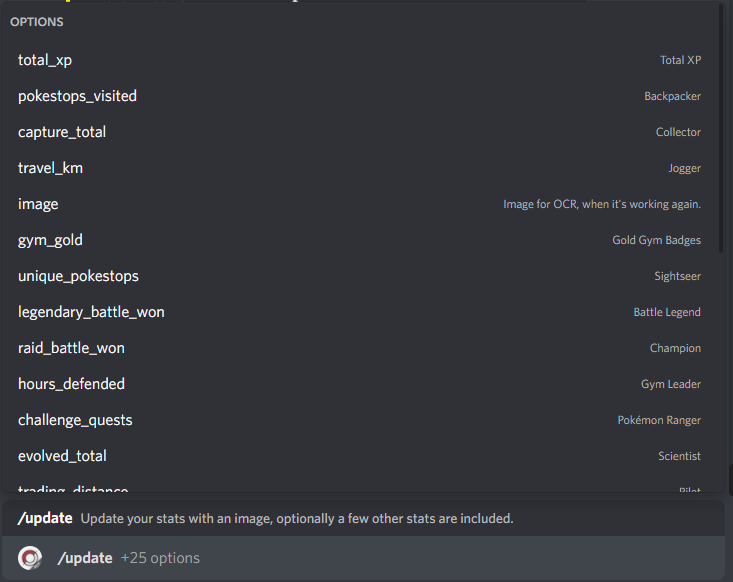 OPTIONS
total_xp Total XP
pokestops_visited Backpacker
capture_total Collector
travel_km Jogger
image Image for OCR, when it's working again.
gym_gold Gold Gym Badges
unique_pokestops Sightseer
legendary_battle_won Battle Legend
raid_battle_won Champion
hours_defended Gym Leader
challenge_quests Pokémon Ranger
evolved_total Scientist
trading_distance Pilot
/update Update your stats with an image, optionally a few other stats are included.
/update +25 options